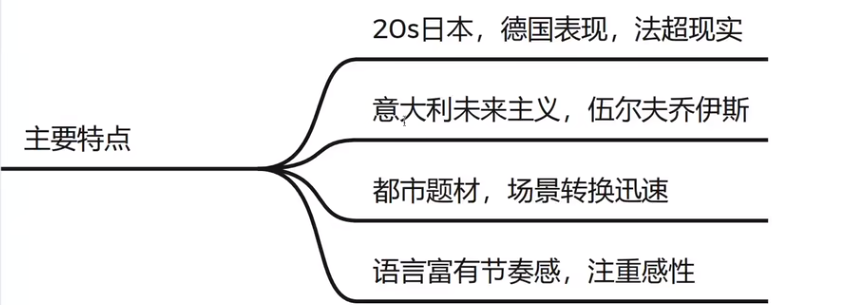 主要特点
20s日本，德国表现，法超现实
意大利未来主义，伍尔夫乔伊斯
都市题材，场景转换迅速
语言富有节奏感，注重感性